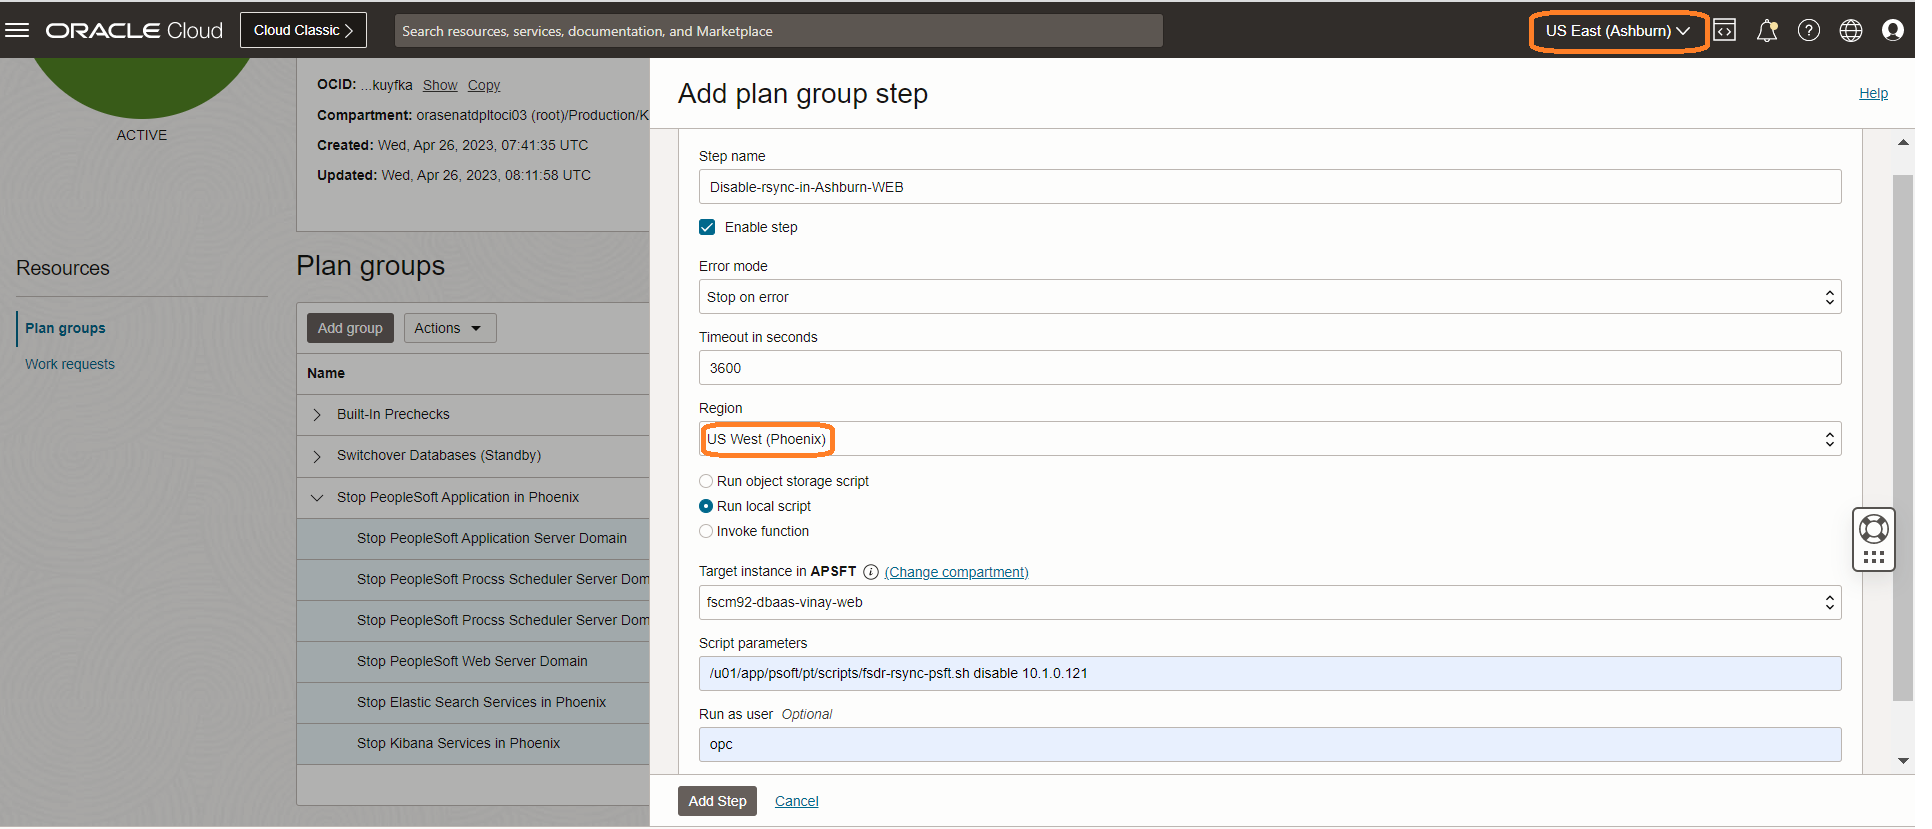 ORACLE Cloud
Cloud Classic
Search resources, services, documentation, and Marketplace
US East (Ashburn)
ACTIVE
OCID: ...kuyfka Show Copy
Compartment: orasenatdpltoci03 (root)/Production/K
Created: Wed, Apr 26, 2023, 07:41:35 UTC
Updated: Wed, Apr 26, 2023, 08:11:58 UTC
Resources
Plan groups
Work requests
Plan groups
Add group
Actions
Name
Built-In Prechecks
Switchover Databases (Standby)
Stop PeopleSoft Application in Phoenix
Stop PeopleSoft Application Server Domain
Stop PeopleSoft Procss Scheduler Server Dom
Stop PeopleSoft Procss Scheduler Server Dom
Stop PeopleSoft Web Server Domain
Stop Elastic Search Services in Phoenix
Stop Kibana Services in Phoenix
Add plan group step
Help
Step name
Disable-rsync-in-Ashburn-WEB
Enable step
Error mode
Stop on error
Timeout in seconds
3600
Region
US West (Phoenix)
Run object storage script
Run local script
Invoke function
Target instance in APSFT (Change compartment)
fscm92-dbaas-vinay-web
Script parameters
/u01/app/psoft/pt/scripts/fsdr-rsync-psft.sh disable 10.1.0.121
Run as user Optional
opc
Add Step
Cancel